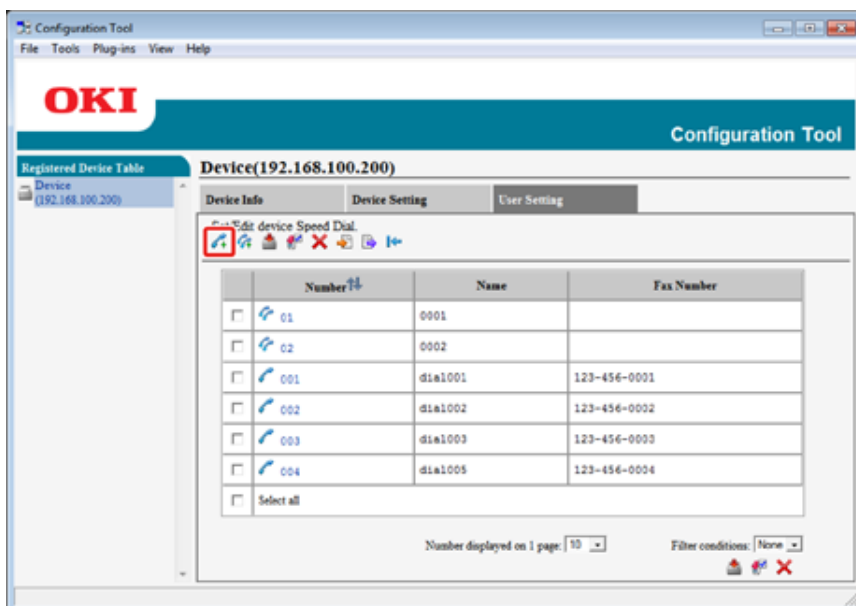 Configuration Tool
File Tools Plug-ins View Help
OKI
Configuration Tool
Registered Device Table
Device
(192.168.100.200)
Device(192.168.100.200)
Device Info Device Setting User Setting
Set/Edit device Speed Dial.
Number Name Fax Number
01 0001
02 0002
001 dial001 123-456-0001
002 dial002 123-456-0002
003 dial003 123-456-0003
004 dial005 123-456-0004
Select all
Number displayed on 1 page: 10 Filter conditions: None